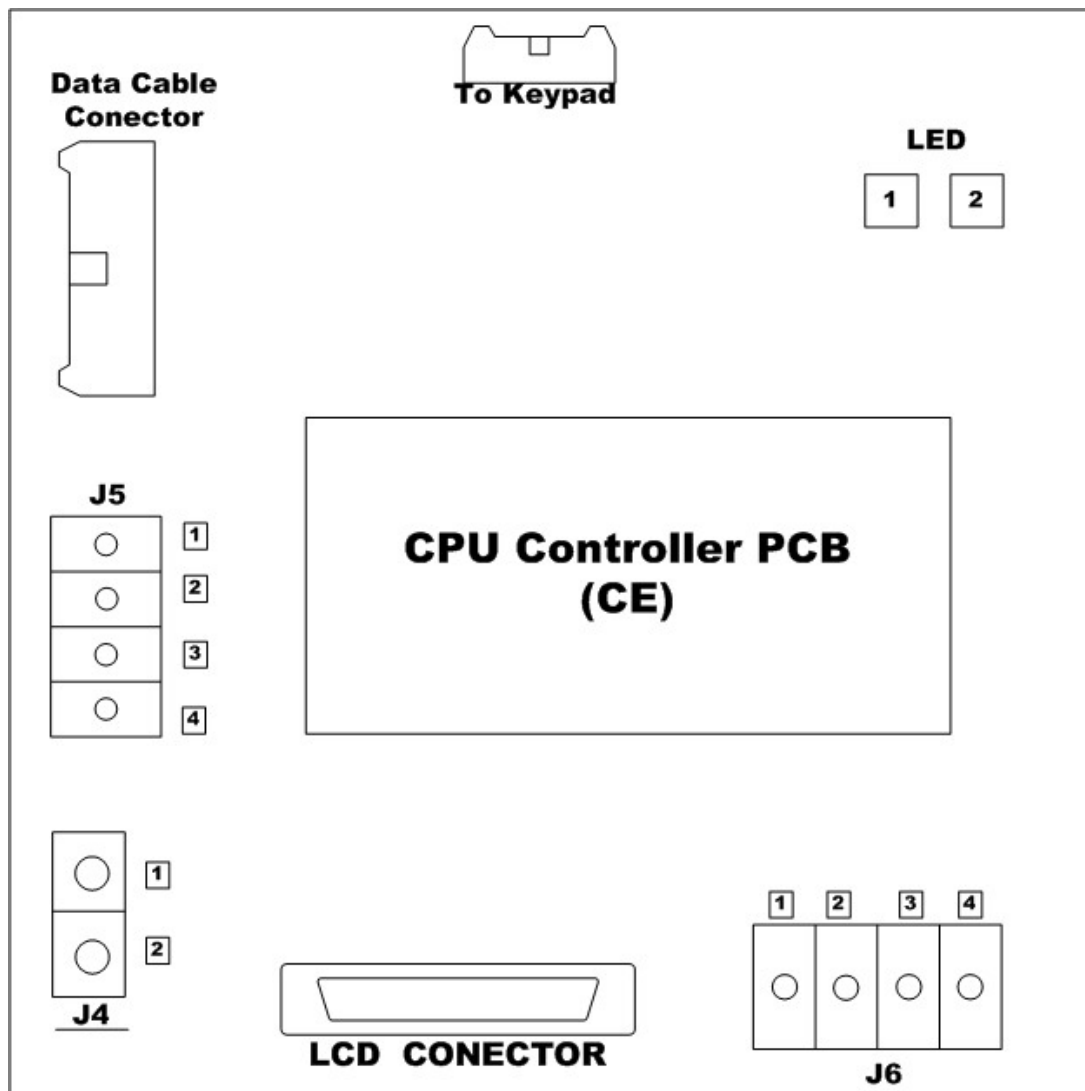 To Keypad
Data Cable
Conector
LED
1 2
J5
1
2
3
4
CPU Controller PCB
(CE)
1
2
J4
LCD CONECTOR
1 2 3 4
J6